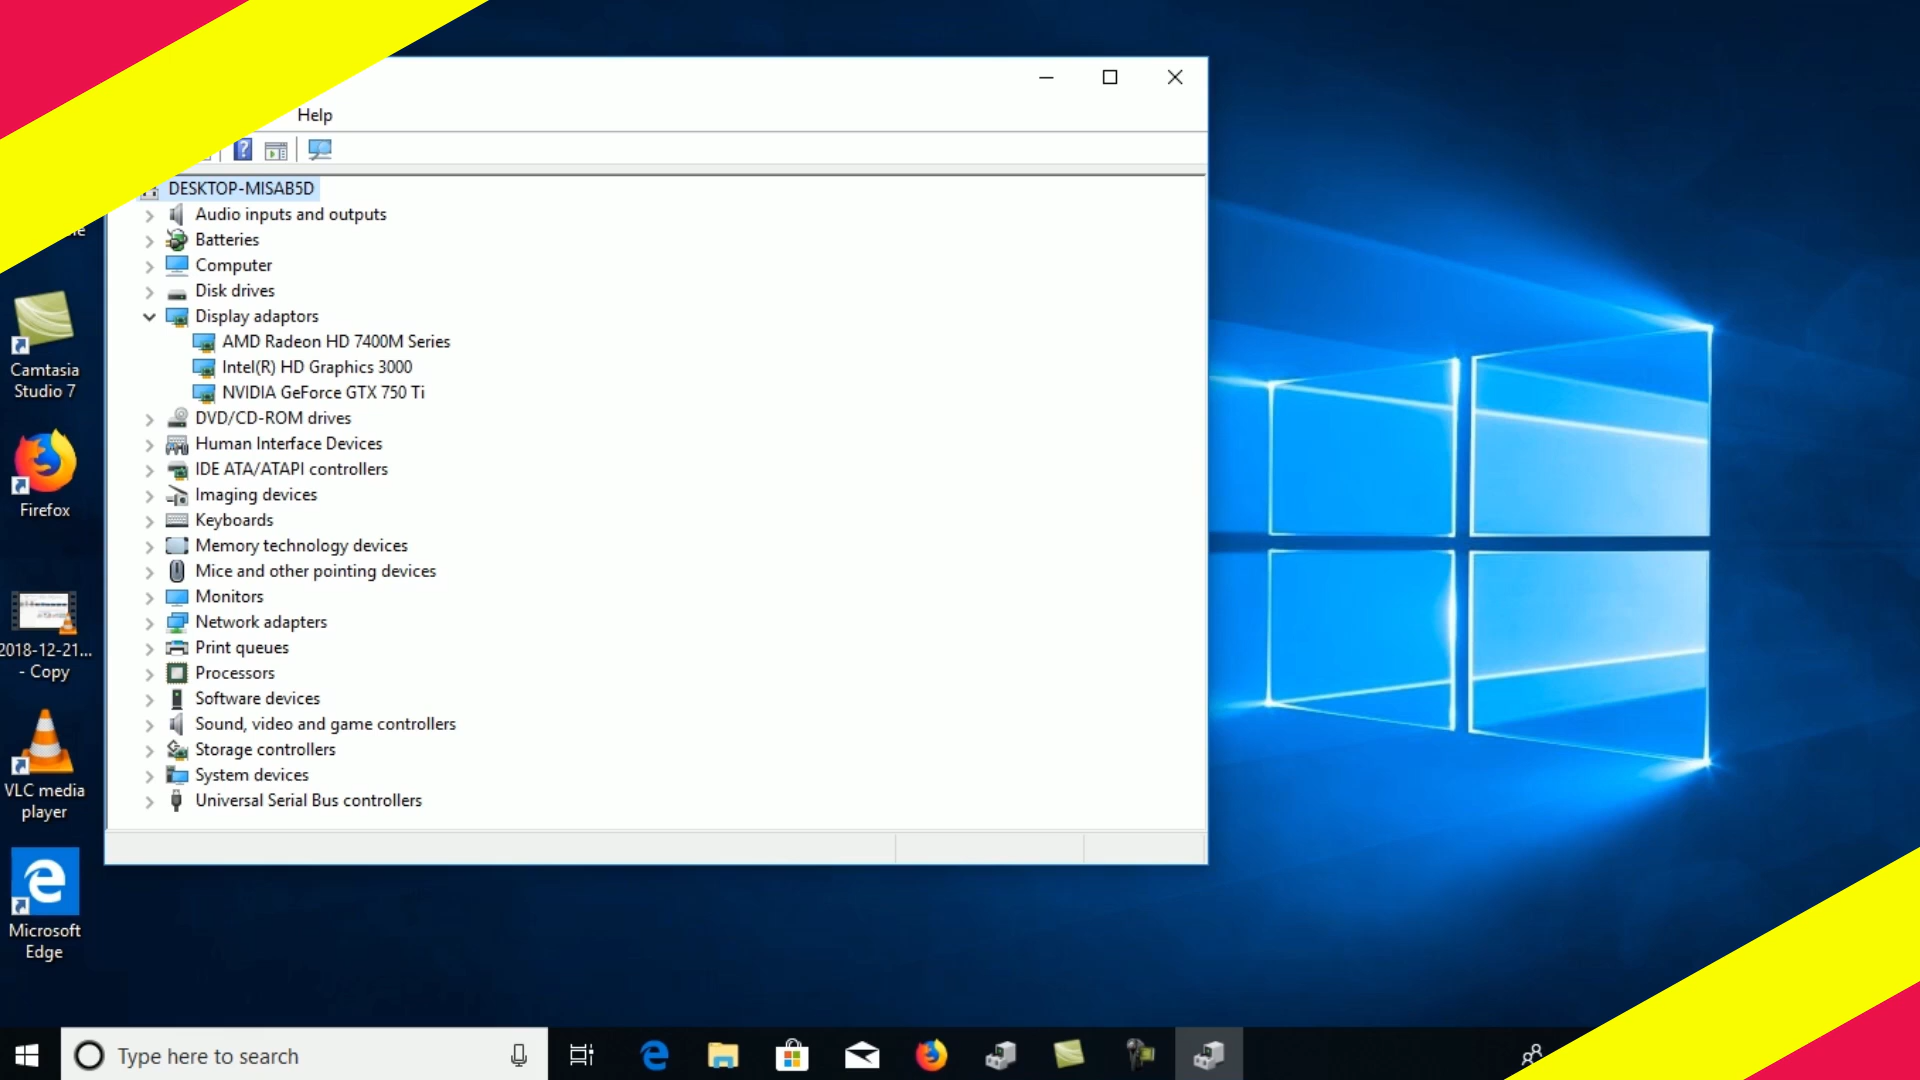 Help
DESKTOP-MISAB5D
Audio inputs and outputs
Batteries
Computer
Disk drives
Display adaptors
AMD Radeon HD 7400M Series
Intel(R) HD Graphics 3000
NVIDIA GeForce GTX 750 Ti
DVD/CD-ROM drives
Human Interface Devices
IDE ATA/ATAPI controllers
Imaging devices
Keyboards
Memory technology devices
Mice and other pointing devices
Monitors
Network adapters
Print queues
Processors
Software devices
Sound, video and game controllers
Storage controllers
System devices
Universal Serial Bus controllers
Camtasia
Studio 7
Firefox
2018-12-21...
- Copy
VLC media
player
Microsoft
Edge
Type here to search